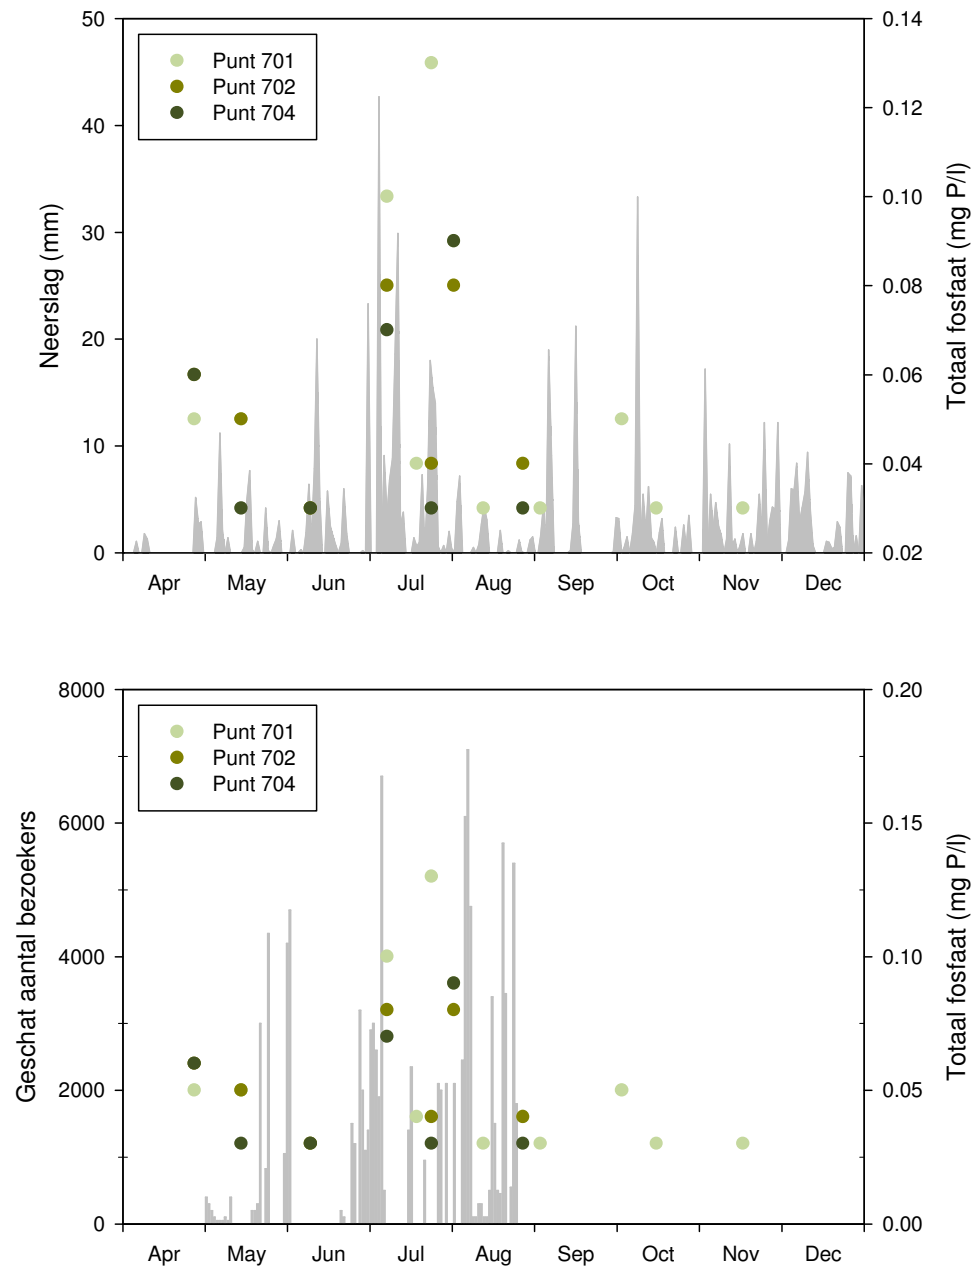 50
40
30
20
10
0
Neerslag (mm)
Punt 701
Punt 702
Punt 704
0.14
0.12
0.10
0.08
0.06
0.04
0.02
Totaal fosfaat (mg P/l)
Apr May Jun Jul Aug Sep Oct Nov Dec
8000
6000
4000
2000
0
Geschat aantal bezoekers
Punt 701
Punt 702
Punt 704
0.20
0.15
0.10
0.05
0.00
Totaal fosfaat (mg P/l)
Apr May Jun Jul Aug Sep Oct Nov Dec